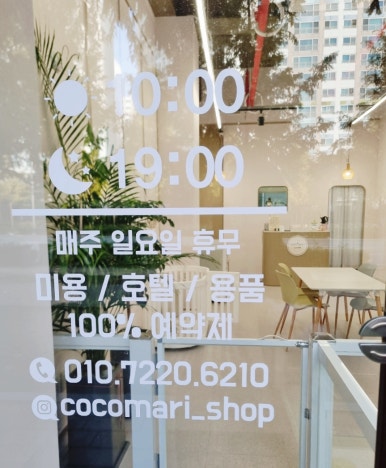 10:00
19:00
매주 일요일 휴무
미용 / 호텔 / 용품
100% 예약제
010.7220.6210
cocomari_shop